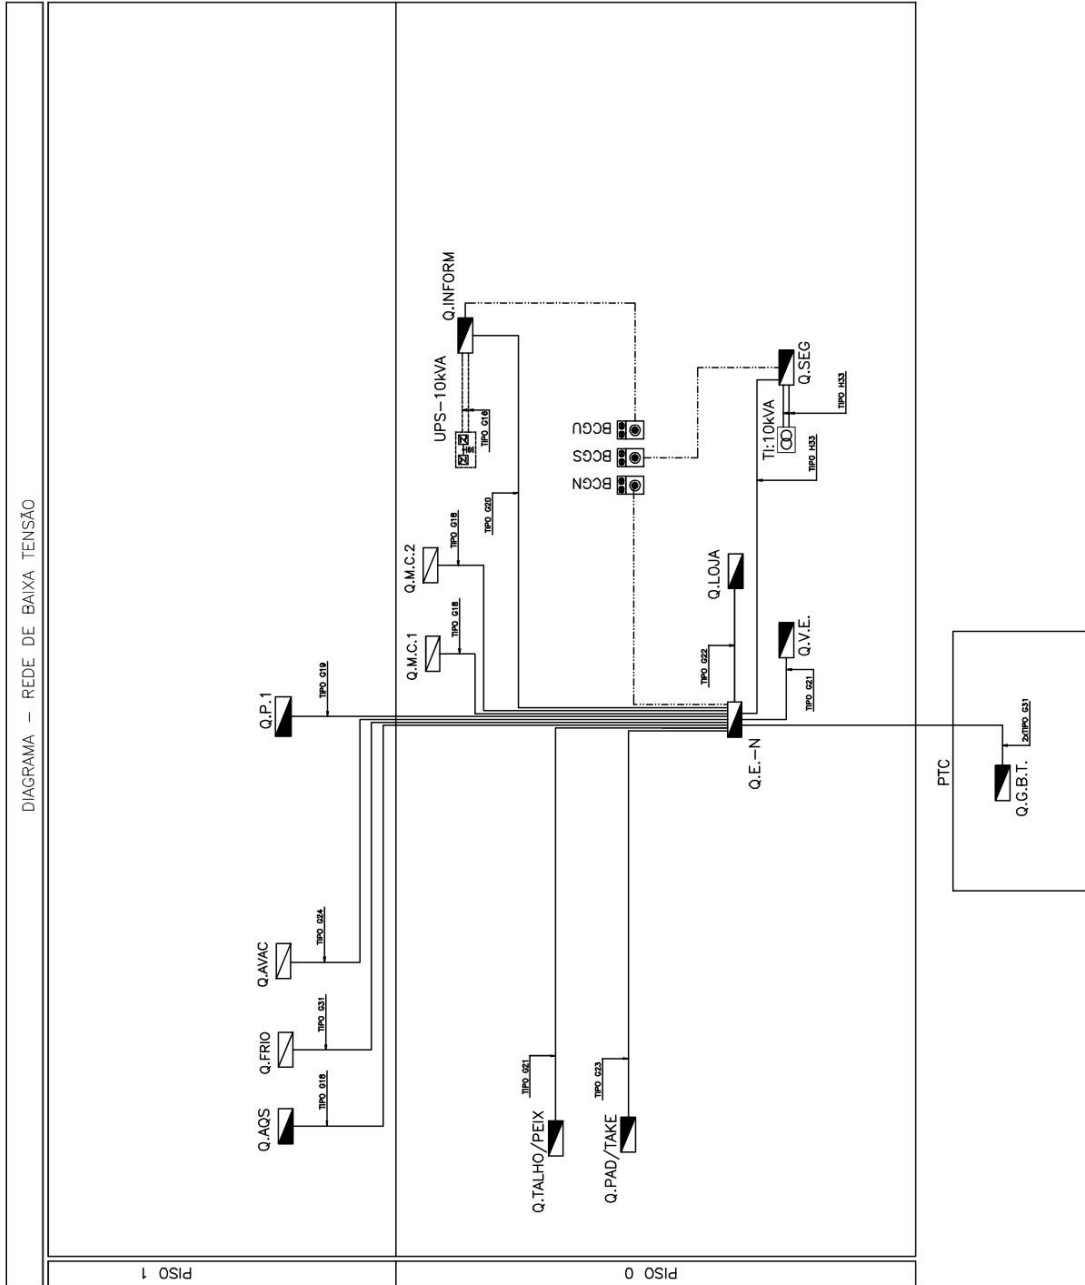 DIAGRAMA – REDE DE BAIXA TENSÃO
PISO 1
Q.AQS
TIPO G18
Q.FRIO
TIPO G31
Q.AVAC
TIPO G24
Q.P.1
TIPO G19
PISO 0
Q.M.C.1
TIPO G18
Q.M.C.2
TIPO G18
UPS–10kVA
TIPO G16
Q.INFORM
TIPO G20
Q.TALHO/PEIX
TIPO G21
Q.PAD/TAKE
TIPO G23
BCGN
BCGS
BCGU
Q.E.–N
TIPO G22
Q.LOJA
Q.V.E.
TIPO G21
TI:10kVA
Q.SEG
TIPO H33
TIPO H33
PTC
Q.G.B.T.
2xTIPO G31